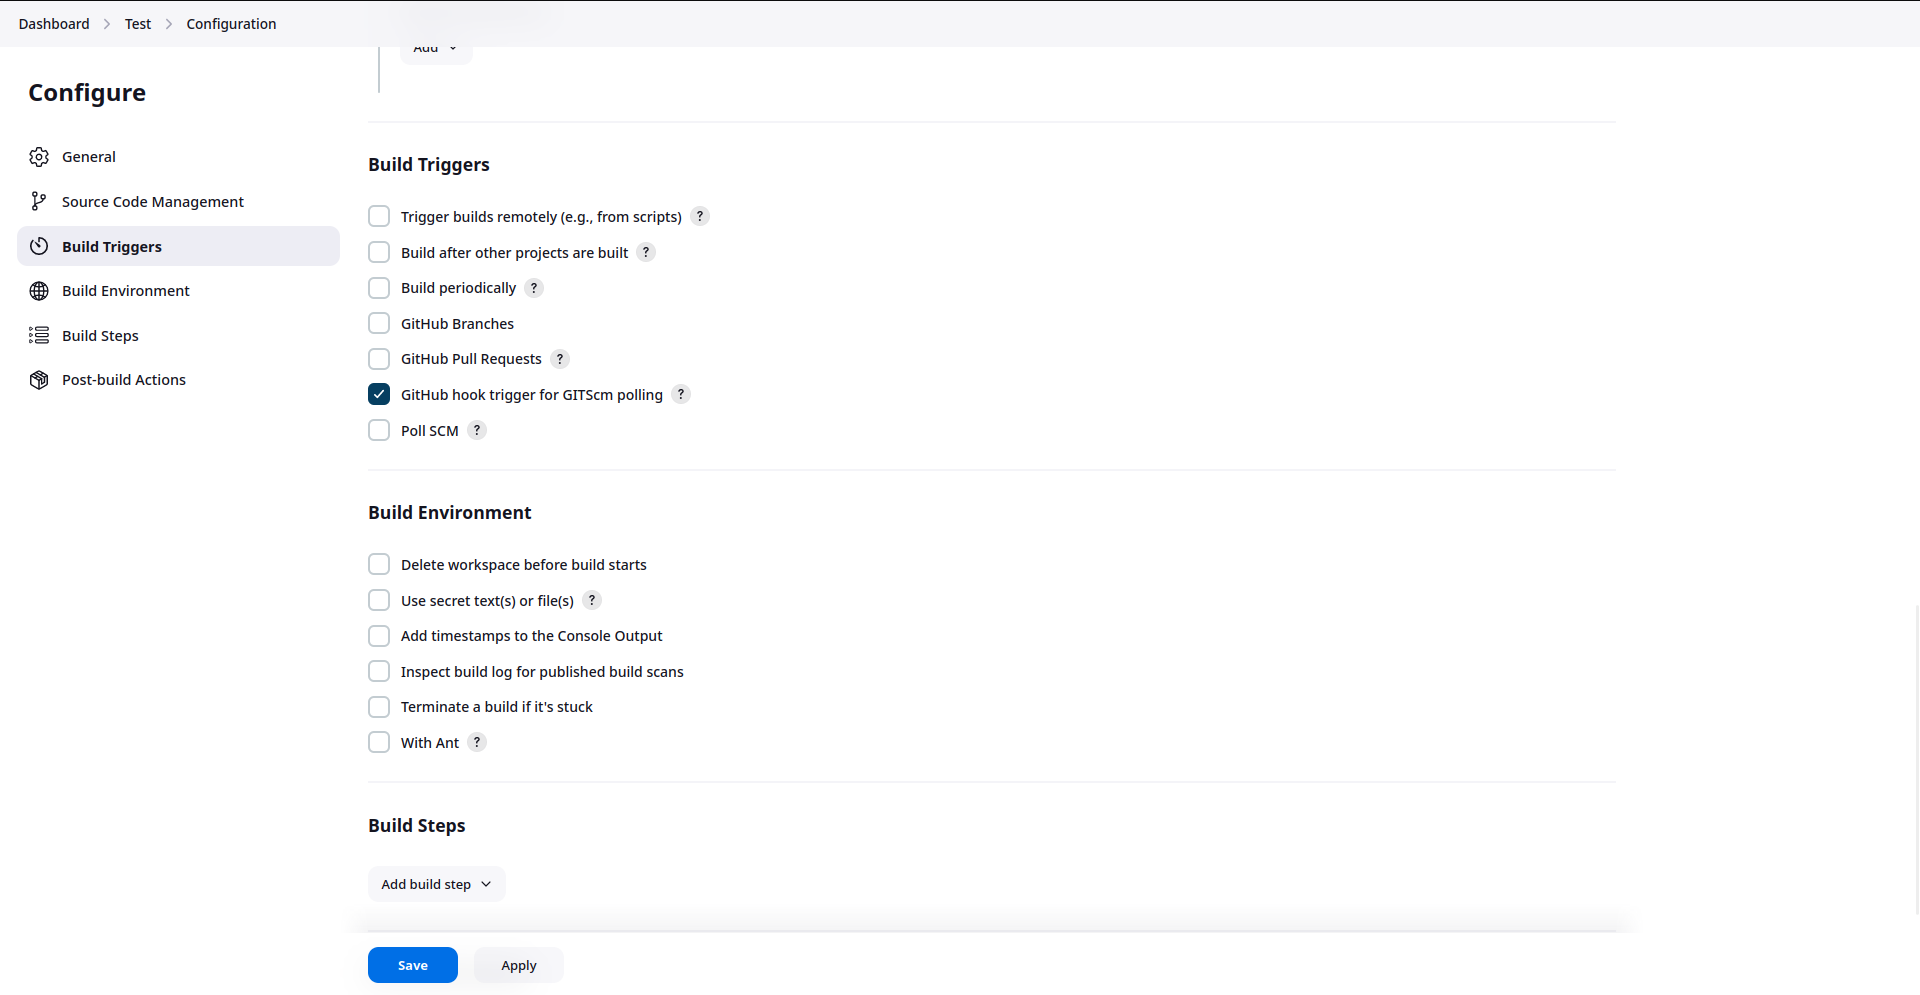 Dashboard > Test > Configuration
Add
Configure
General
Source Code Management
Build Triggers
Build Environment
Build Steps
Post-build Actions
Build Triggers
Trigger builds remotely (e.g., from scripts) ?
Build after other projects are built ?
Build periodically ?
GitHub Branches
GitHub Pull Requests ?
GitHub hook trigger for GITScm polling ?
Poll SCM ?
Build Environment
Delete workspace before build starts
Use secret text(s) or file(s) ?
Add timestamps to the Console Output
Inspect build log for published build scans
Terminate a build if it's stuck
With Ant ?
Build Steps
Add build step
Save Apply